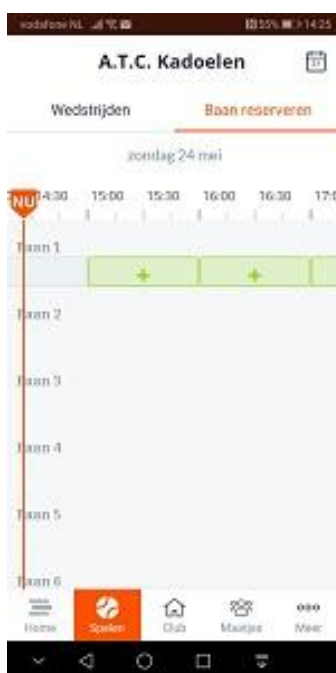 vodafone NL 55% 14:25
A.T.C. Kadoelen
Wedstrijden Baan reserveren
zondag 24 mei
NU 14:30 15:00 15:30 16:00 16:30 17:0
Baan 1
+ +
Baan 2
Baan 3
Baan 4
Baan 5
Baan 6
Home Spelen Club Maatjes Meer